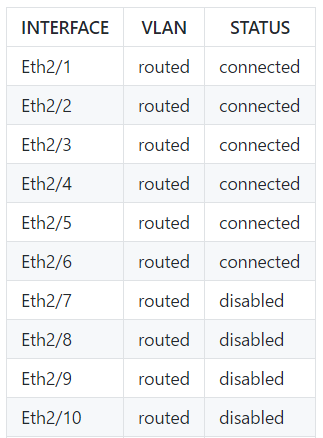 INTERFACE VLAN STATUS
Eth2/1 routed connected
Eth2/2 routed connected
Eth2/3 routed connected
Eth2/4 routed connected
Eth2/5 routed connected
Eth2/6 routed connected
Eth2/7 routed disabled
Eth2/8 routed disabled
Eth2/9 routed disabled
Eth2/10 routed disabled